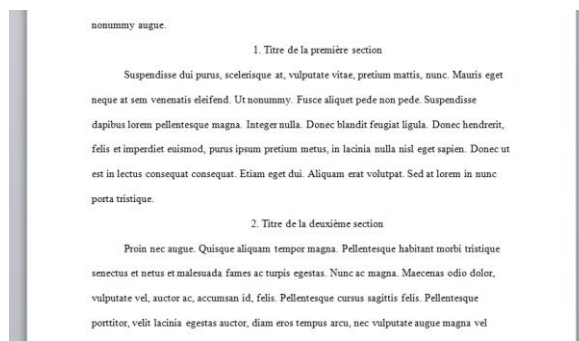 nonummy augue.
1. Titre de la première section
Suspendisse dui purus, scelerisque at, vulputate vitae, pretium mattis, nunc. Mauris eget
neque at sem venenatis eleifend. Ut nonummy. Fusce aliquet pede non pede. Suspendisse
dapibus lorem pellentesque magna. Integer nulla. Donec blandit feugiat ligula. Donec hendrerit,
felis et imperdiet euismod, purus ipsum pretium metus, in lacinia nulla nisl eget sapien. Donec ut
est in lectus consequat consequat. Etiam eget dui. Aliquam erat volutpat. Sed at lorem in nunc
porta tristique.
2. Titre de la deuxième section
Proin nec augue. Quisque aliquam tempor magna. Pellentesque habitant morbi tristique
senectus et netus et malesuada fames ac turpis egestas. Nunc ac magna. Maecenas odio dolor,
vulputate vel, auctor ac, accumsan id, felis. Pellentesque cursus sagittis felis. Pellentesque
porttitor, velit lacinia egestas auctor, diam eros tempus arcu, nec vulputate augue magna vel